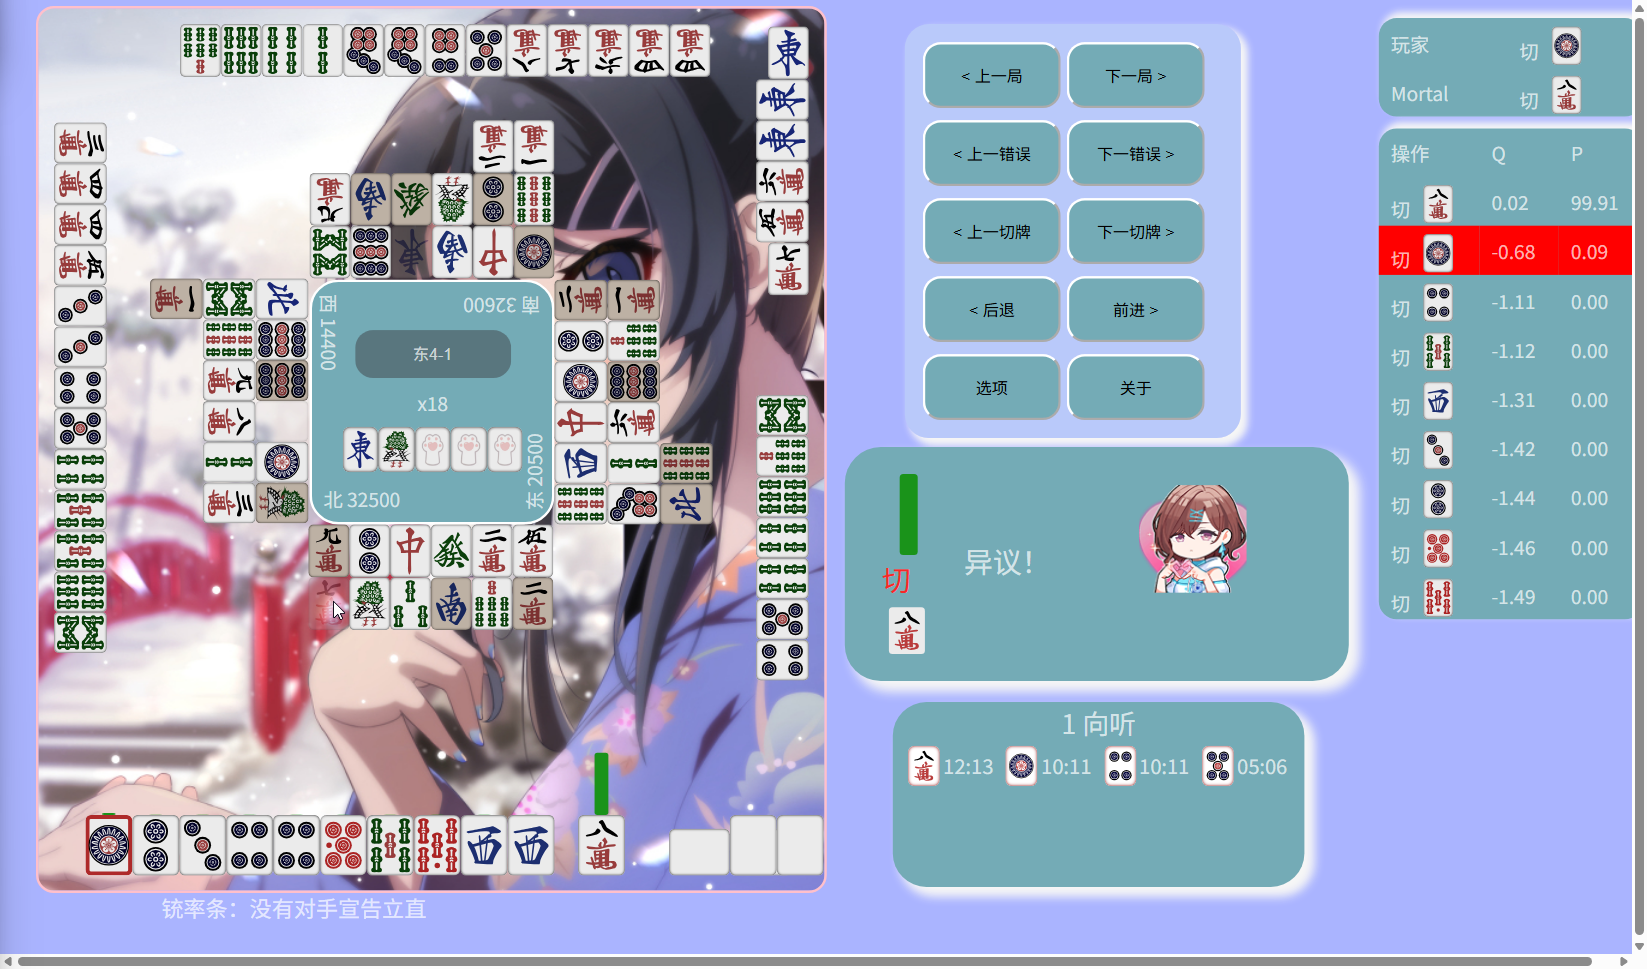 西 14400
南 32600
东4-1
x18
北 32500
东 20500
铳率条：没有对手宣告立直
< 上一局
下一局 >
< 上一错误
下一错误 >
< 上一切牌
下一切牌 >
< 后退
前进 >
选项
关于
切
异议！
1 向听
12:13
10:11
10:11
05:06
玩家 切
Mortal 切
操作 Q P
切 0.02 99.91
切 -0.68 0.09
切 -1.11 0.00
切 -1.12 0.00
切 -1.31 0.00
切 -1.42 0.00
切 -1.44 0.00
切 -1.46 0.00
切 -1.49 0.00